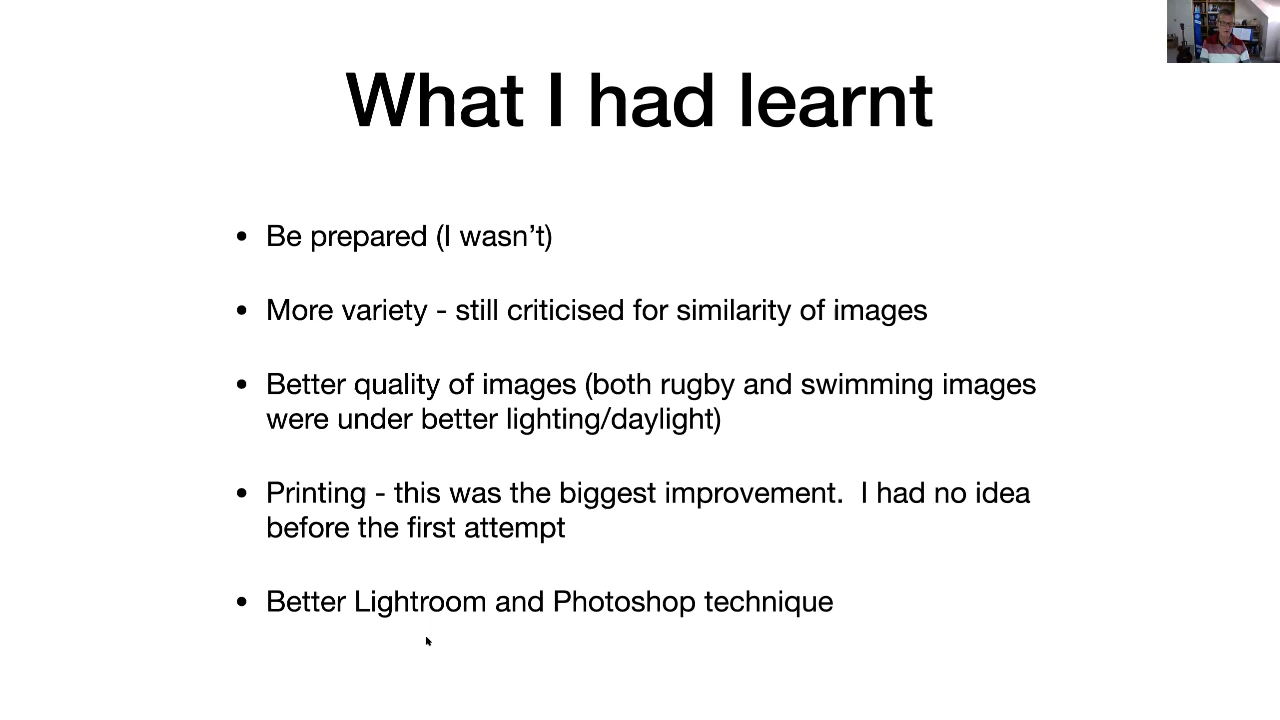 What I had learnt
• Be prepared (I wasn’t)
• More variety - still criticised for similarity of images
• Better quality of images (both rugby and swimming images
were under better lighting/daylight)
• Printing - this was the biggest improvement.  I had no idea
before the first attempt
• Better Lightroom and Photoshop technique